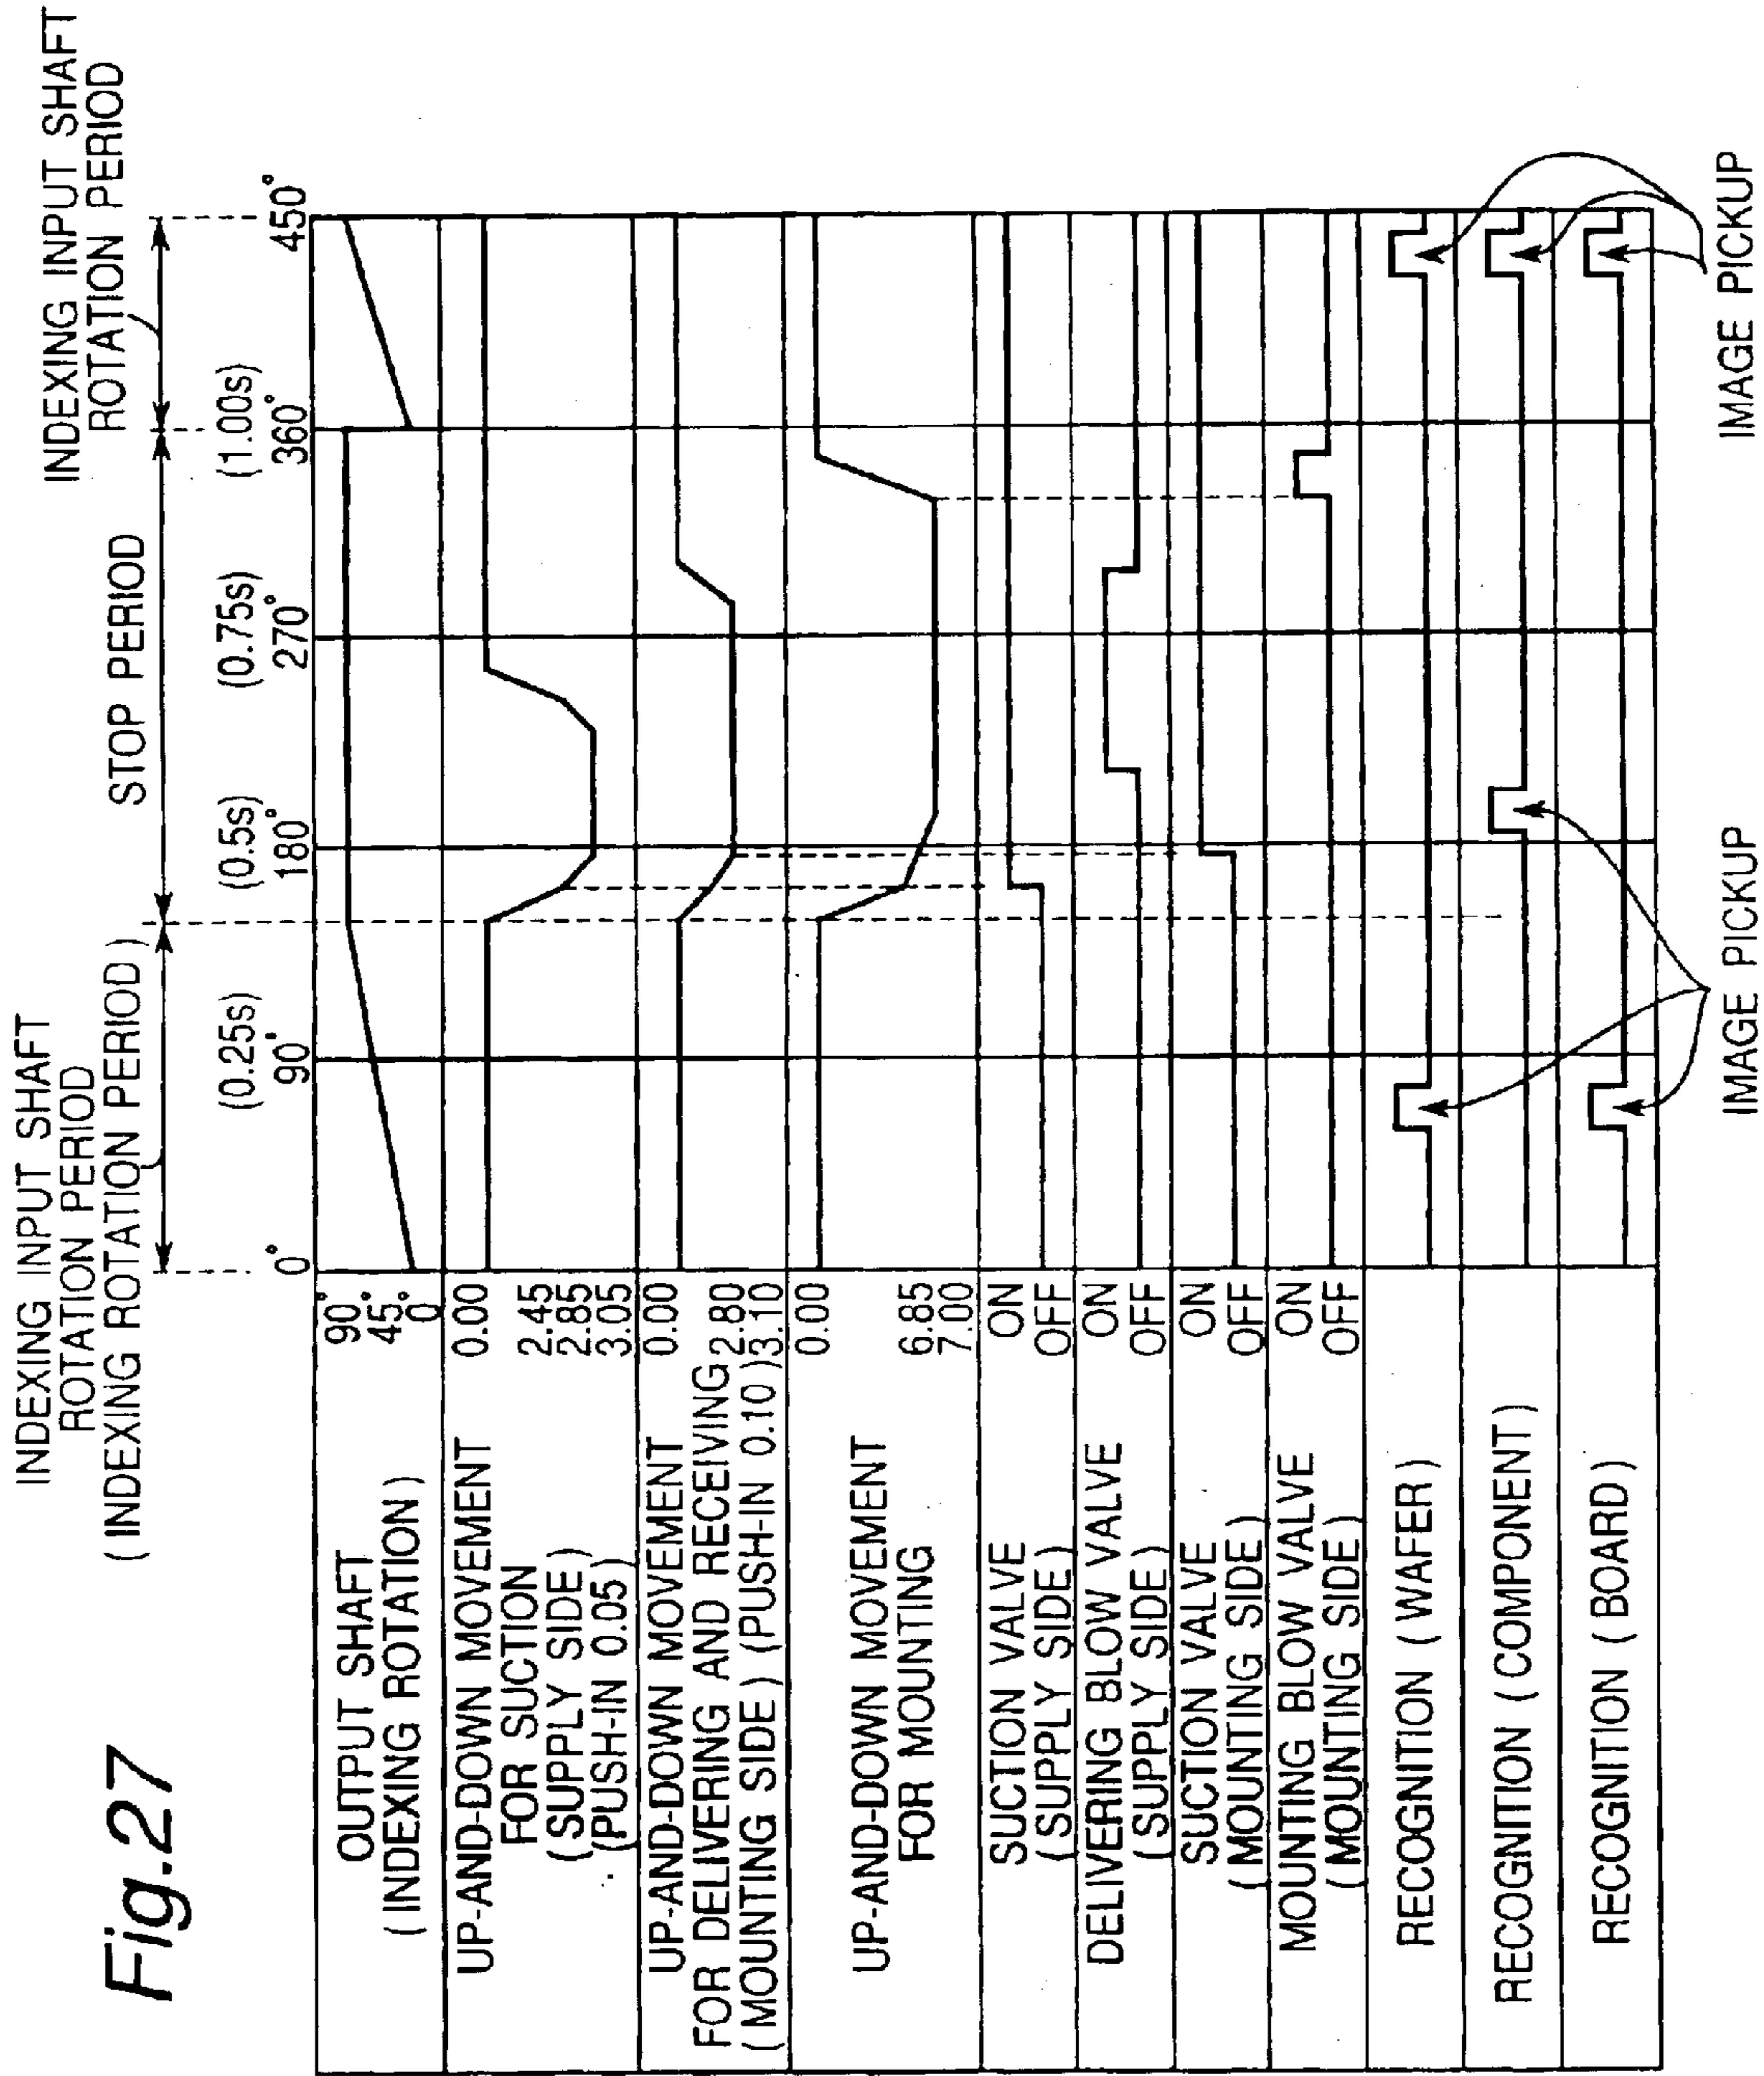 Fig.27
INDEXING INPUT SHAFT
ROTATION PERIOD
(INDEXING ROTATION PERIOD)
STOP PERIOD
INDEXING INPUT SHAFT
ROTATION PERIOD
(0.25s)
(0.5s)
(0.75s)
(1.00s)
0°
90°
180°
270°
360°
450°
OUTPUT SHAFT
(INDEXING ROTATION)
90°
45°
0°
UP-AND-DOWN MOVEMENT
FOR SUCTION
(SUPPLY SIDE)
(PUSH-IN 0.05)
0.00
2.45
2.85
3.05
UP-AND-DOWN MOVEMENT
FOR DELIVERING AND RECEIVING
(MOUNTING SIDE) (PUSH-IN 0.10)
0.00
2.80
3.10
UP-AND-DOWN MOVEMENT
FOR MOUNTING
0.00
6.85
7.00
SUCTION VALVE
(SUPPLY SIDE)
ON
OFF
DELIVERING BLOW VALVE
(SUPPLY SIDE)
ON
OFF
SUCTION VALVE
(MOUNTING SIDE)
ON
OFF
MOUNTING BLOW VALVE
(MOUNTING SIDE)
ON
OFF
RECOGNITION (WAFER)
RECOGNITION (COMPONENT)
RECOGNITION (BOARD)
IMAGE PICKUP
IMAGE PICKUP